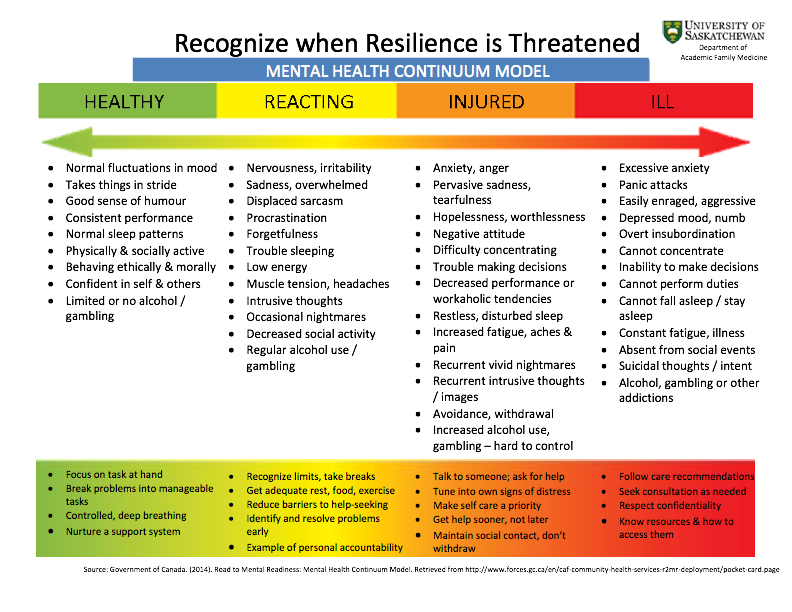 Recognize when Resilience is Threatened
UNIVERSITY OF
SASKATCHEWAN
Department of
Academic Family Medicine
MENTAL HEALTH CONTINUUM MODEL
HEALTHY
REACTING
INJURED
ILL
• Normal fluctuations in mood
• Takes things in stride
• Good sense of humour
• Consistent performance
• Normal sleep patterns
• Physically & socially active
• Behaving ethically & morally
• Confident in self & others
• Limited or no alcohol /
gambling
• Nervousness, irritability
• Sadness, overwhelmed
• Displaced sarcasm
• Procrastination
• Forgetfulness
• Trouble sleeping
• Low energy
• Muscle tension, headaches
• Intrusive thoughts
• Occasional nightmares
• Decreased social activity
• Regular alcohol use /
gambling
• Anxiety, anger
• Pervasive sadness,
tearfulness
• Hopelessness, worthlessness
• Negative attitude
• Difficulty concentrating
• Trouble making decisions
• Decreased performance or
workaholic tendencies
• Restless, disturbed sleep
• Increased fatigue, aches &
pain
• Recurrent vivid nightmares
• Recurrent intrusive thoughts
/ images
• Avoidance, withdrawal
• Increased alcohol use,
gambling – hard to control
• Excessive anxiety
• Panic attacks
• Easily enraged, aggressive
• Depressed mood, numb
• Overt insubordination
• Cannot concentrate
• Inability to make decisions
• Cannot perform duties
• Cannot fall asleep / stay
asleep
• Constant fatigue, illness
• Absent from social events
• Suicidal thoughts / intent
• Alcohol, gambling or other
addictions
• Focus on task at hand
• Break problems into manageable
tasks
• Controlled, deep breathing
• Nurture a support system
• Recognize limits, take breaks
• Get adequate rest, food, exercise
• Reduce barriers to help-seeking
• Identify and resolve problems
early
• Example of personal accountability
• Talk to someone; ask for help
• Tune into own signs of distress
• Make self care a priority
• Get help sooner, not later
• Maintain social contact, don't
withdraw
• Follow care recommendations
• Seek consultation as needed
• Respect confidentiality
• Know resources & how to
access them
Source: Government of Canada. (2014). Road to Mental Readiness: Mental Health Continuum Model. Retrieved from http://www.forces.gc.ca/en/caf-community-health-services-r2mr-deployment/pocket-card.page